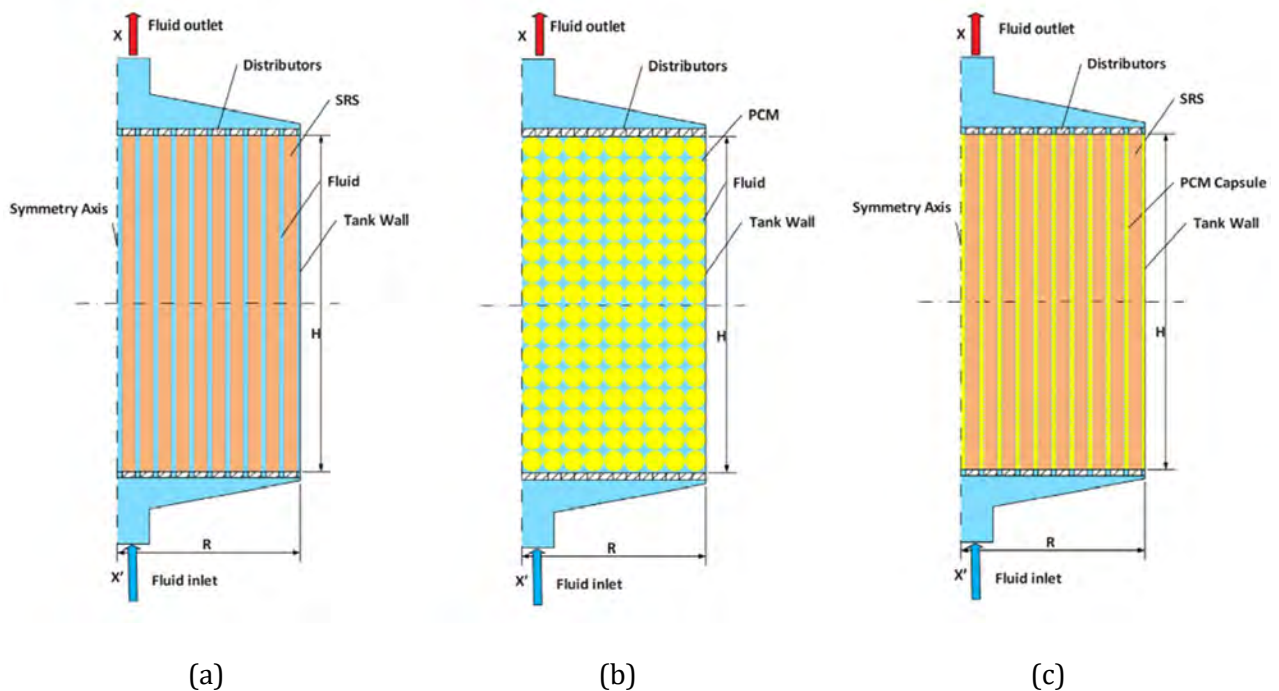 X
Fluid outlet
Distributors
SRS
Fluid
Symmetry Axis
Tank Wall
H
R
X'
Fluid inlet
(a)
X
Fluid outlet
Distributors
PCM
Fluid
Tank Wall
H
R
X'
Fluid inlet
(b)
X
Fluid outlet
Distributors
SRS
PCM Capsule
Symmetry Axis
Tank Wall
H
R
X'
Fluid inlet
(c)